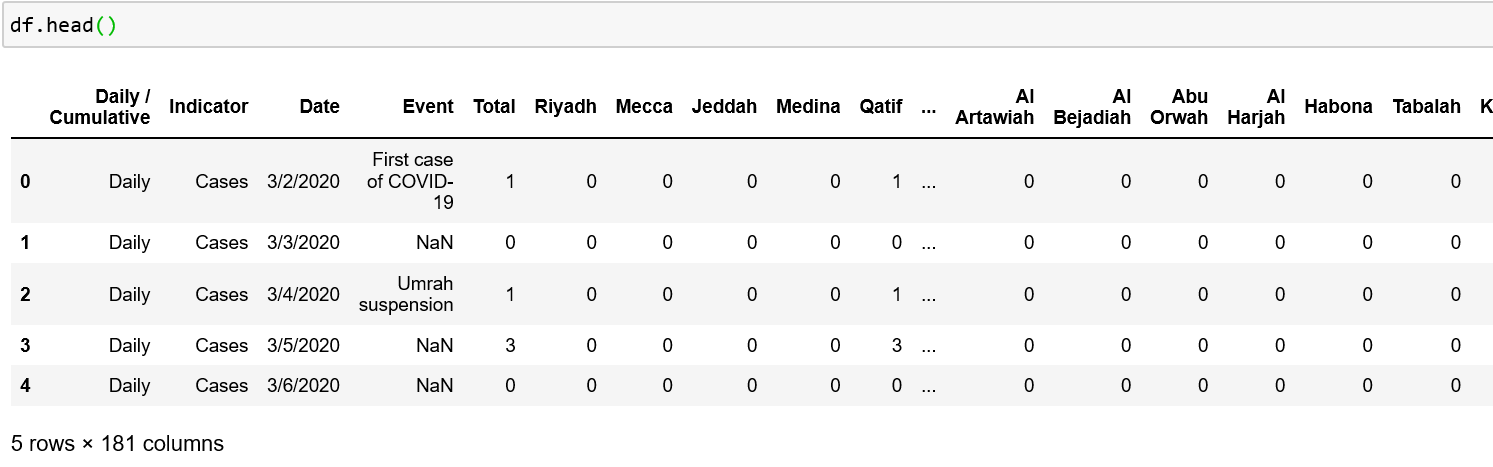 df.head()
Daily / Cumulative Indicator Date Event Total Riyadh Mecca Jeddah Medina Qatif ... Al Artawiah Al Bejadiah Abu Orwah Al Harjah Habona Tabalah K
0 Daily Cases 3/2/2020 First case of COVID-19 1 0 0 0 0 1 ... 0 0 0 0 0 0
1 Daily Cases 3/3/2020 NaN 0 0 0 0 0 0 ... 0 0 0 0 0 0
2 Daily Cases 3/4/2020 Umrah suspension 1 0 0 0 0 1 ... 0 0 0 0 0 0
3 Daily Cases 3/5/2020 NaN 3 0 0 0 0 3 ... 0 0 0 0 0 0
4 Daily Cases 3/6/2020 NaN 0 0 0 0 0 0 ... 0 0 0 0 0 0
5 rows × 181 columns